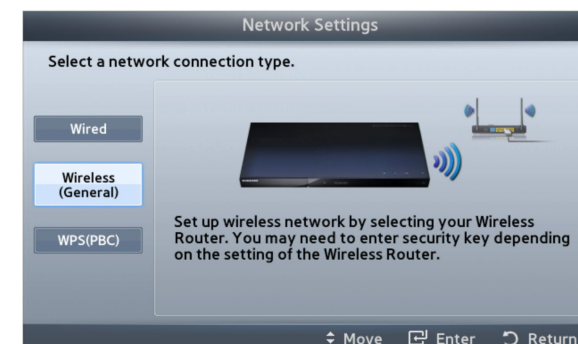 Network Settings
Select a network connection type.
Wired
Wireless
(General)
WPS(PBC)
Set up wireless network by selecting your Wireless
Router. You may need to enter security key depending
on the setting of the Wireless Router.
Move Enter Return